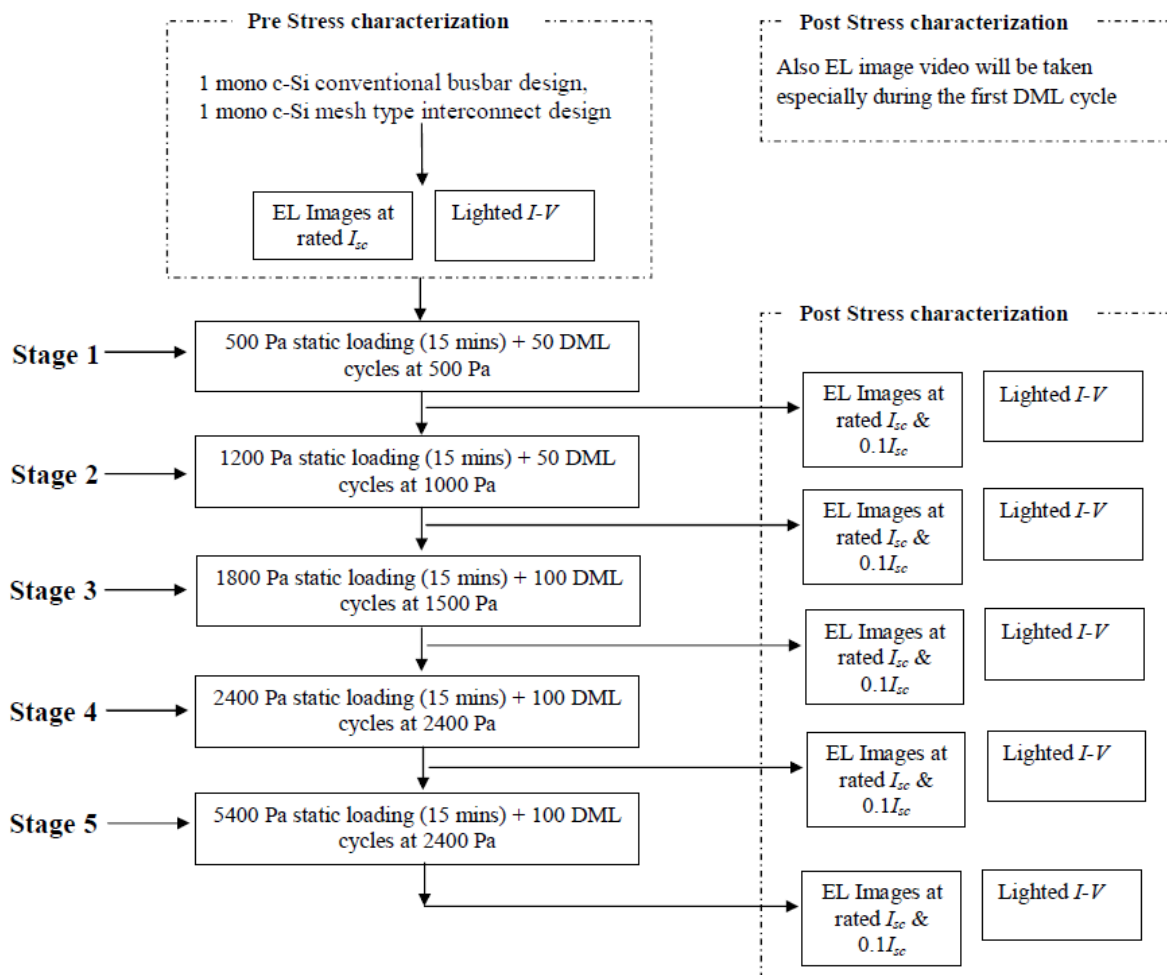 Pre Stress characterization
1 mono c-Si conventional busbar design,
1 mono c-Si mesh type interconnect design
EL Images at
rated Isc
Lighted I-V
Post Stress characterization
Also EL image video will be taken
especially during the first DML cycle
Stage 1
500 Pa static loading (15 mins) + 50 DML
cycles at 500 Pa
Post Stress characterization
EL Images at
rated Isc &
0.1Isc
Lighted I-V
Stage 2
1200 Pa static loading (15 mins) + 50 DML
cycles at 1000 Pa
EL Images at
rated Isc &
0.1Isc
Lighted I-V
Stage 3
1800 Pa static loading (15 mins) + 100 DML
cycles at 1500 Pa
EL Images at
rated Isc &
0.1Isc
Lighted I-V
Stage 4
2400 Pa static loading (15 mins) + 100 DML
cycles at 2400 Pa
EL Images at
rated Isc &
0.1Isc
Lighted I-V
Stage 5
5400 Pa static loading (15 mins) + 100 DML
cycles at 2400 Pa
EL Images at
rated Isc &
0.1Isc
Lighted I-V